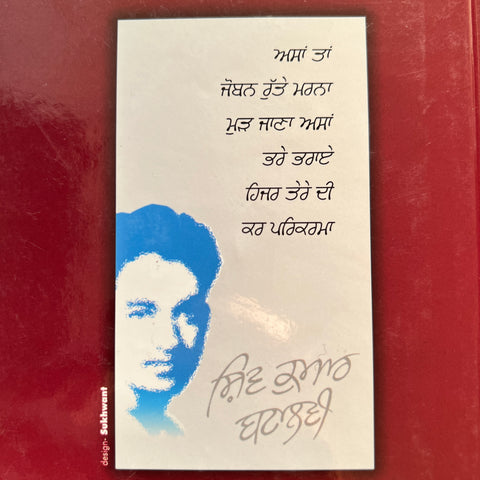 ਅਸਾਂ ਤਾਂ
ਜੋਬਨ ਰੁੱਤੇ ਮਰਨਾ
ਮੁੜ ਜਾਣਾ ਅਸਾਂ
ਭਰੇ ਭਰਾਏ
ਹਿਜਰ ਤੇਰੇ ਦੀ
ਕਰ ਪਰਿਕਰਮਾ
ਸ਼ਿਵ ਕੁਮਾਰ
ਬਟਾਲਵੀ
design- Sukhwant